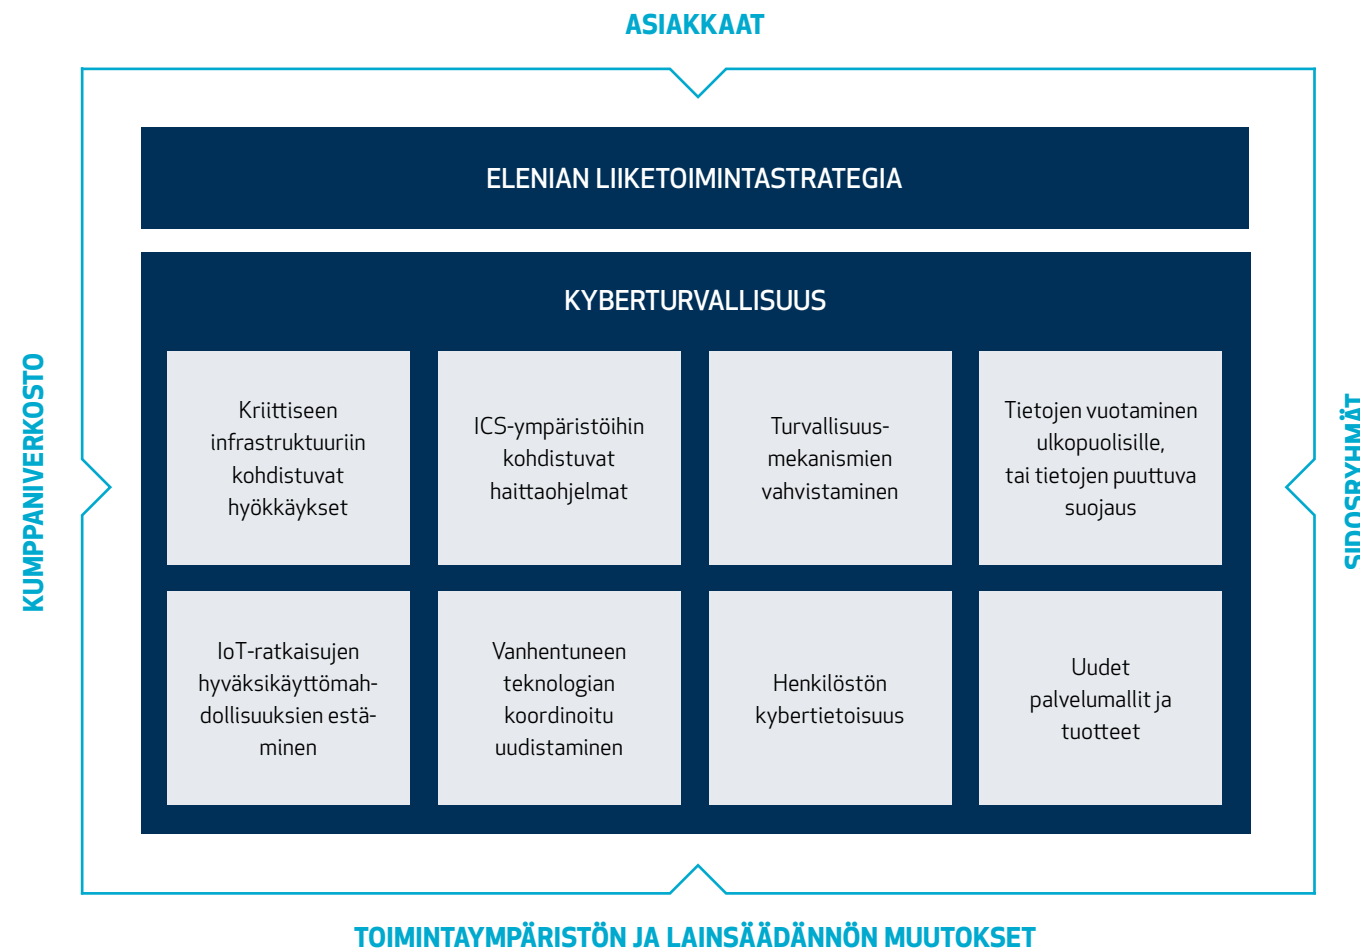 ASIAKKAAT
ELENIAN LIIKETOIMINTASTRATEGIA
KYBERTURVALLISUUS
KUMPPANIVERKOSTO
Kriittiseen
infrastruktuuriin
kohdistuvat
hyökkäykset
ICS-ympäristöihin
kohdistuvat
haittaohjelmat
Turvallisuus-
mekanismien
vahvistaminen
Tietojen vuotaminen
ulkopuolisille,
tai tietojen puuttuva
suojaus
SIDOSRYHMÄT
IoT-ratkaisujen
hyväksikäyttömah-
dollisuuksien estä-
minen
Vanhentuneen
teknologian
koordinoitu
uudistaminen
Henkilöstön
kybertietoisuus
Uudet
palvelumallit ja
tuotteet
TOIMINTAYMPÄRISTÖN JA LAINSÄÄDÄNNÖN MUUTOKSET